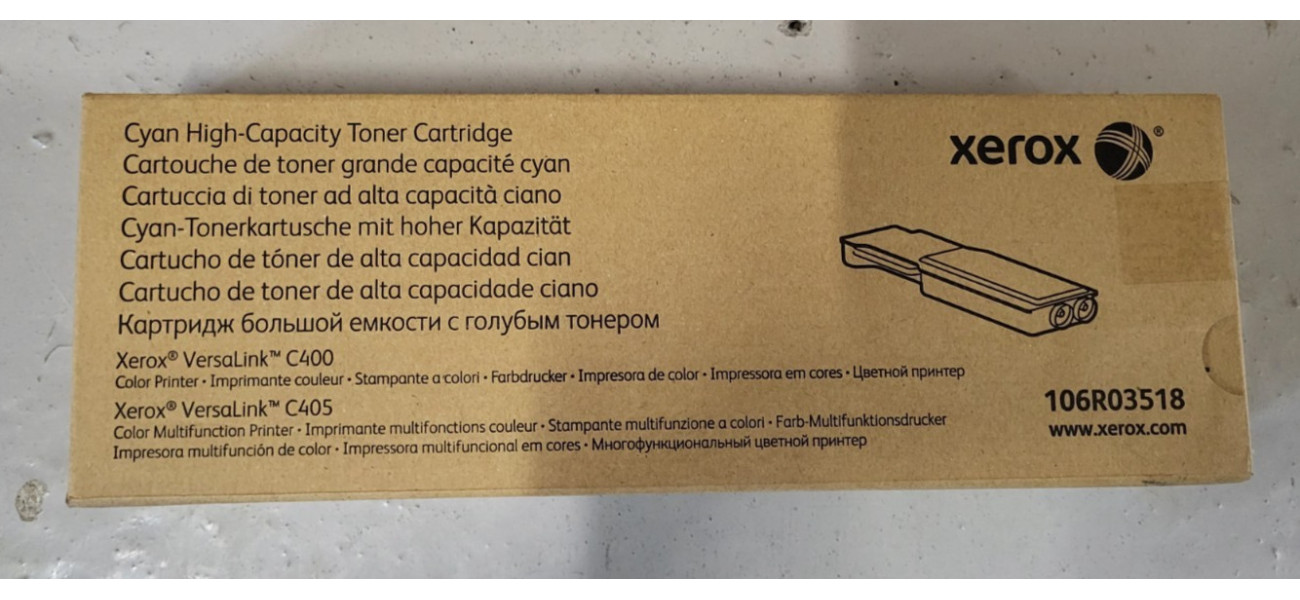 Cyan High-Capacity Toner Cartridge
Cartouche de toner grande capacité cyan
Cartuccia di toner ad alta capacità ciano
Cyan-Tonerkartusche mit hoher Kapazität
Cartucho de tóner de alta capacidad cian
Cartucho de toner de alta capacidade ciano
Картридж большой емкости с голубым тонером
Xerox® VersaLink™ C400
Color Printer • Imprimante couleur • Stampante a colori • Farbdrucker • Impresora de color • Impressora em cores • Цветной принтер
Xerox® VersaLink™ C405
Color Multifunction Printer • Imprimante multifonctions couleur • Stampante multifunzione a colori • Farb-Multifunktionsdrucker
Impresora multifunción de color • Impressora multifuncional em cores • Многофункциональный цветной принтер
xerox ®
106R03518
www.xerox.com